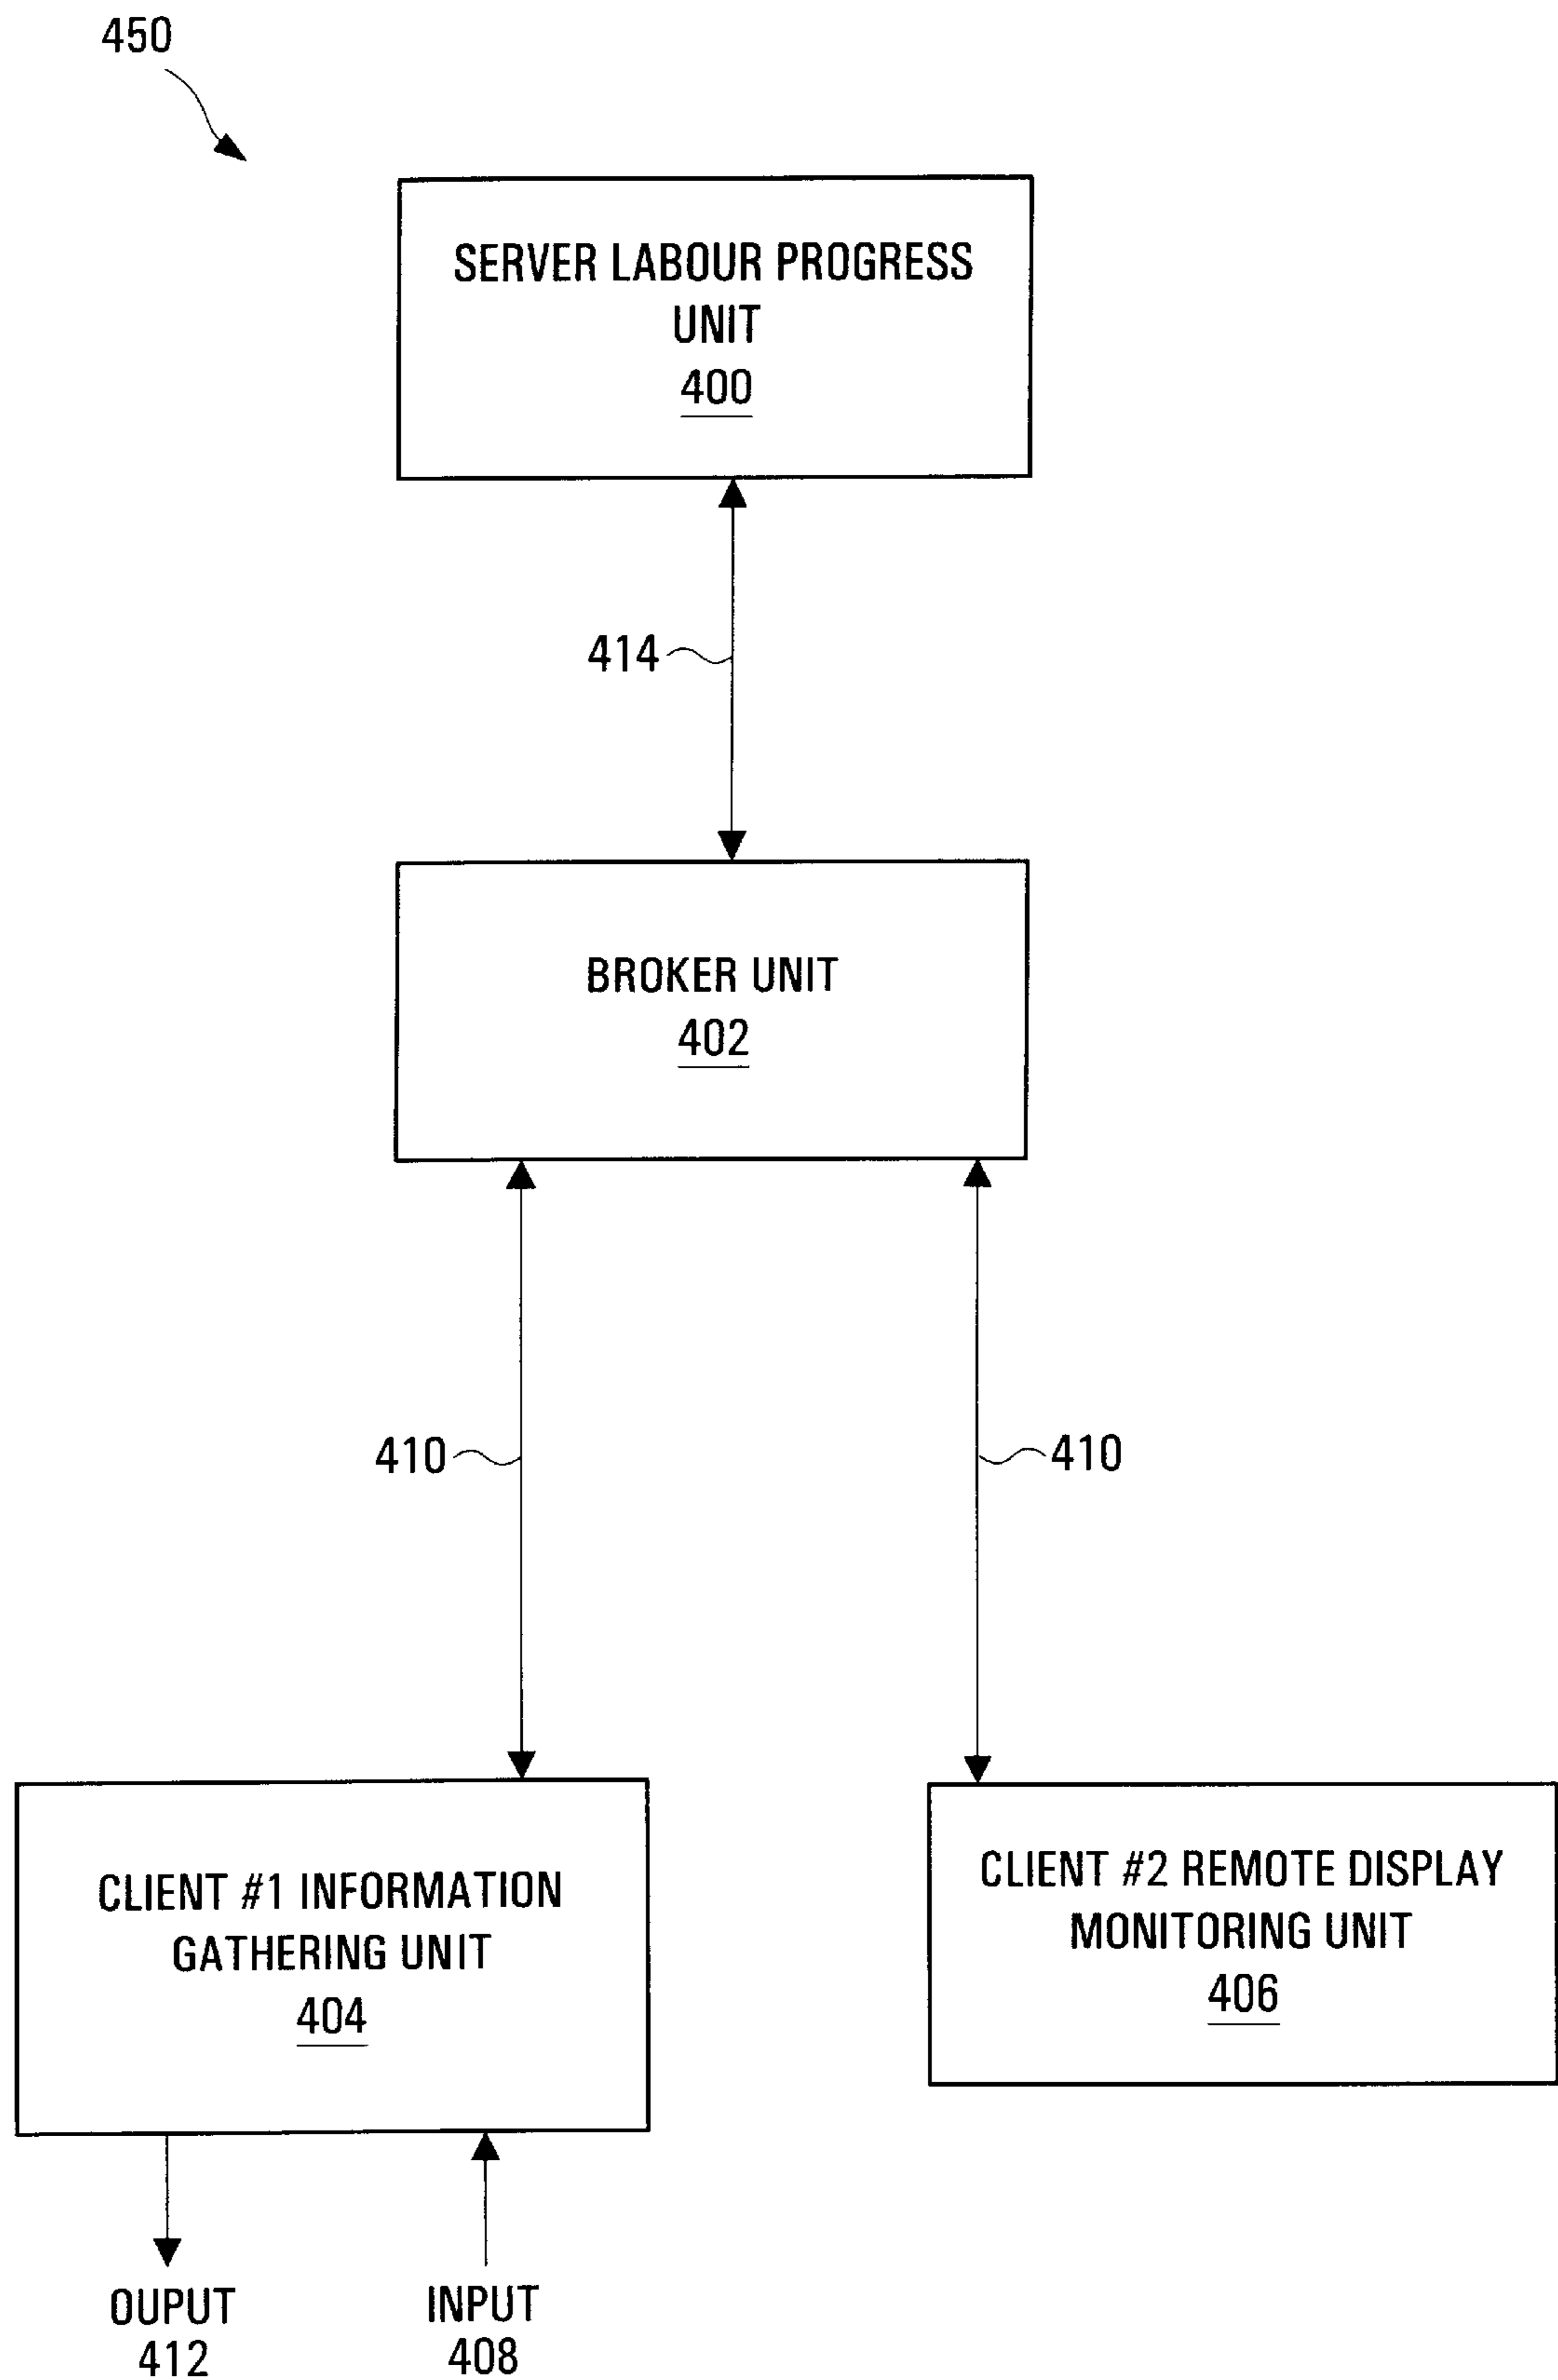 450
SERVER LABOUR PROGRESS
UNIT
400
414
BROKER UNIT
402
410
410
CLIENT #1 INFORMATION
GATHERING UNIT
404
CLIENT #2 REMOTE DISPLAY
MONITORING UNIT
406
OUPUT
412
INPUT
408